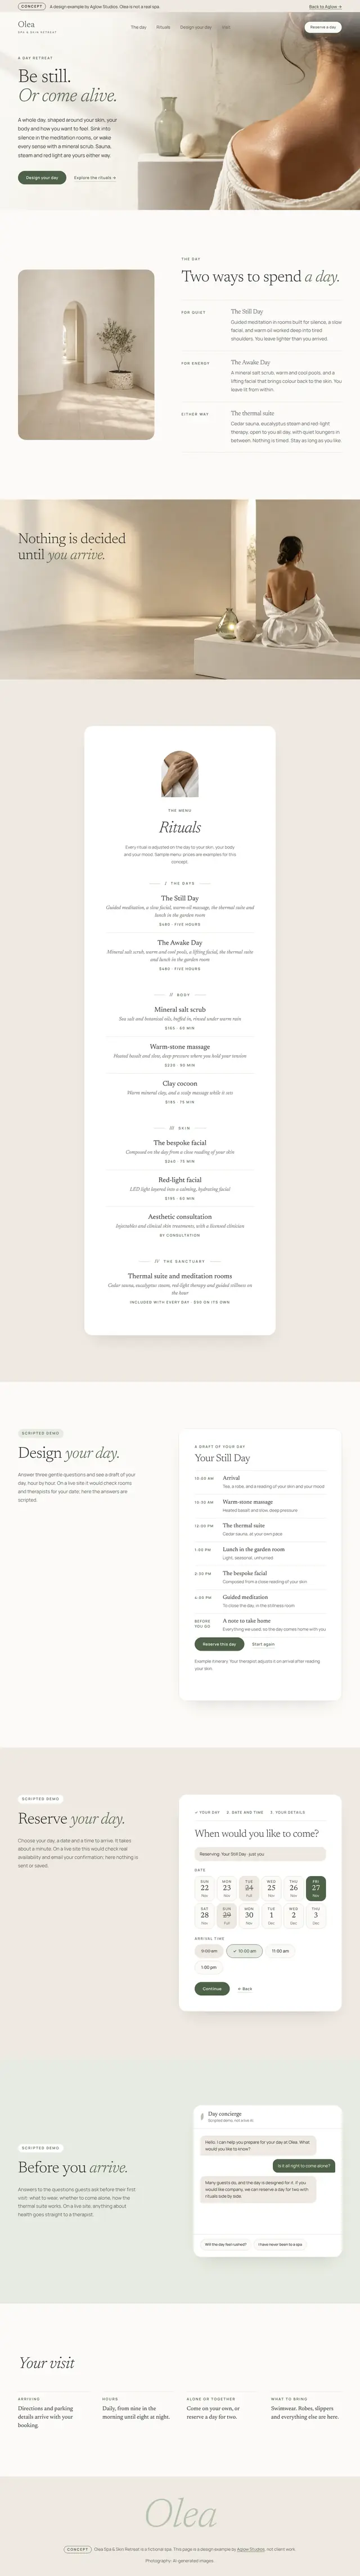 CONCEPT A design example by Aglow Studios. Olea is not a real spa. Back to Aglow →
Olea
SPA & SKIN RETREAT
The day Rituals Design your day Visit
Reserve a day
A DAY RETREAT
Be still.
Or come alive.
A whole day, shaped around your skin, your
body and how you want to feel. Sink into
silence in the meditation rooms, or wake
every sense with a mineral scrub. Sauna,
steam and red light are yours either way.
Design your day Explore the rituals →
THE DAY
Two ways to spend a day.
FOR QUIET
The Still Day
Guided meditation in rooms built for silence, a slow
facial, and warm oil worked deep into tired
shoulders. You leave lighter than you arrived.
FOR ENERGY
The Awake Day
A mineral salt scrub, warm and cool pools, and a
lifting facial that brings colour back to the skin. You
leave lit from within.
EITHER WAY
The thermal suite
Cedar sauna, eucalyptus steam and red-light
therapy, open to you all day, with quiet loungers in
between. Nothing is timed. Stay as long as you like.
Nothing is decided
until you arrive.
THE MENU
Rituals
Every ritual is adjusted on the day to your skin, your body
and your mood. Sample menu: prices are examples for this
concept.
I THE DAYS
The Still Day
Guided meditation, a slow facial, warm-oil massage, the thermal suite and
lunch in the garden room
$480 · FIVE HOURS
The Awake Day
Mineral salt scrub, warm and cool pools, a lifting facial, the thermal suite
and lunch in the garden room
$480 · FIVE HOURS
II BODY
Mineral salt scrub
Sea salt and botanical oils, buffed in, rinsed under warm rain
Warm-stone massage
Heated basalt and slow, deep pressure where you hold your tension
Clay cocoon
Warm mineral clay, and a scalp massage while it sets
III SKIN
The bespoke facial
Composed on the day from a close reading of your skin
Red-light facial
LED light layered into a calming, hydrating facial
Aesthetic consultation
Injectables and clinical skin treatments, with a licensed clinician
BY CONSULTATION
IV THE SANCTUARY
Thermal suite and meditation rooms
Cedar sauna, eucalyptus steam, red-light therapy and guided stillness on
the hour
INCLUDED WITH EVERY DAY · $90 ON ITS OWN
SCRIPTED DEMO
Design your day.
Answer three gentle questions and see a draft of your
day, hour by hour. On a live site it would check rooms
and therapists for your date; here the answers are
scripted.
A DRAFT OF YOUR DAY
Your Still Day
10:00 AM
Arrival
Tea, a robe, and a reading of your skin and your mood
10:30 AM
Warm-stone massage
Heated basalt and slow, deep pressure
12:00 PM
The thermal suite
Cedar sauna, at your own pace
1:00 PM
Lunch in the garden room
Light, seasonal, unhurried
The bespoke facial
Composed from a close reading of your skin
Guided meditation
To close the day, in the stillness room
BEFORE
YOU GO
A note to take home
Everything we used, so the day comes home with you
Reserve this day Start again
Example itinerary. Your therapist adjusts it on arrival after reading
your skin.
SCRIPTED DEMO
Reserve your day.
Choose your day, a date and a time to arrive. It takes
about a minute. On a live site it would check real
availability and email your confirmation; here nothing is
sent or saved.
✓ YOUR DAY 2 DATE AND TIME 3 YOUR DETAILS
When would you like to come?
Reserving: Your Still Day · just you
DATE
SUN MON TUE WED THU FRI
22 23 24 25 26 27
Nov Nov Full Nov Nov Nov
SAT SUN MON TUE WED THU
28 29 30 1 2 3
Nov Full Nov Dec Dec Dec
ARRIVAL TIME
9:00 am ✓ 10:00 am 11:00 am
1:00 pm
Continue ← Back
SCRIPTED DEMO
Before you arrive.
Answers to the questions guests ask before their first
visit: what to wear, whether to come alone, how the
thermal suite works. On a live site, anything about
health goes straight to a therapist.
Day concierge
Scripted demo, not a live AI.
Hello. I can help you prepare for your day at Olea. What
would you like to know?
Is it all right to come alone?
Many guests do, and the day is designed for it. If you
would like company, we can reserve a day for two with
rituals side by side.
Will the day feel rushed? I have never been to a spa
Your visit
ARRIVING
Directions and parking
details arrive with your
booking.
HOURS
Daily, from nine in the
morning until eight at night.
ALONE OR TOGETHER
Come on your own, or
reserve a day for two.
WHAT TO BRING
Swimwear. Robes, slippers
and everything else are here.
Olea
CONCEPT Olea Spa & Skin Retreat is a fictional spa. This page is a design example by Aglow Studios, not client work.
Photographs: AI-generated images.